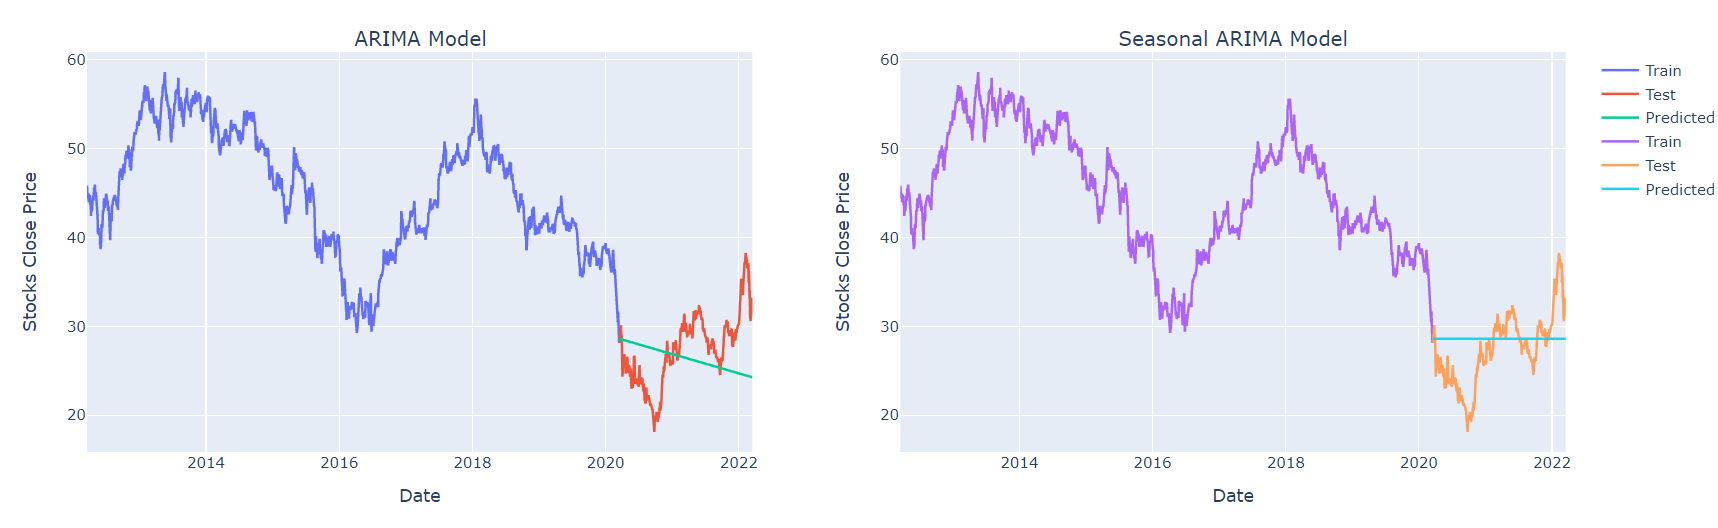 ARIMA Model
Seasonal ARIMA Model
60
50
40
30
20
Stocks Close Price
2014
2016
2018
2020
2022
Date
60
50
40
30
20
Stocks Close Price
2014
2016
2018
2020
2022
Date
Train
Test
Predicted
Train
Test
Predicted